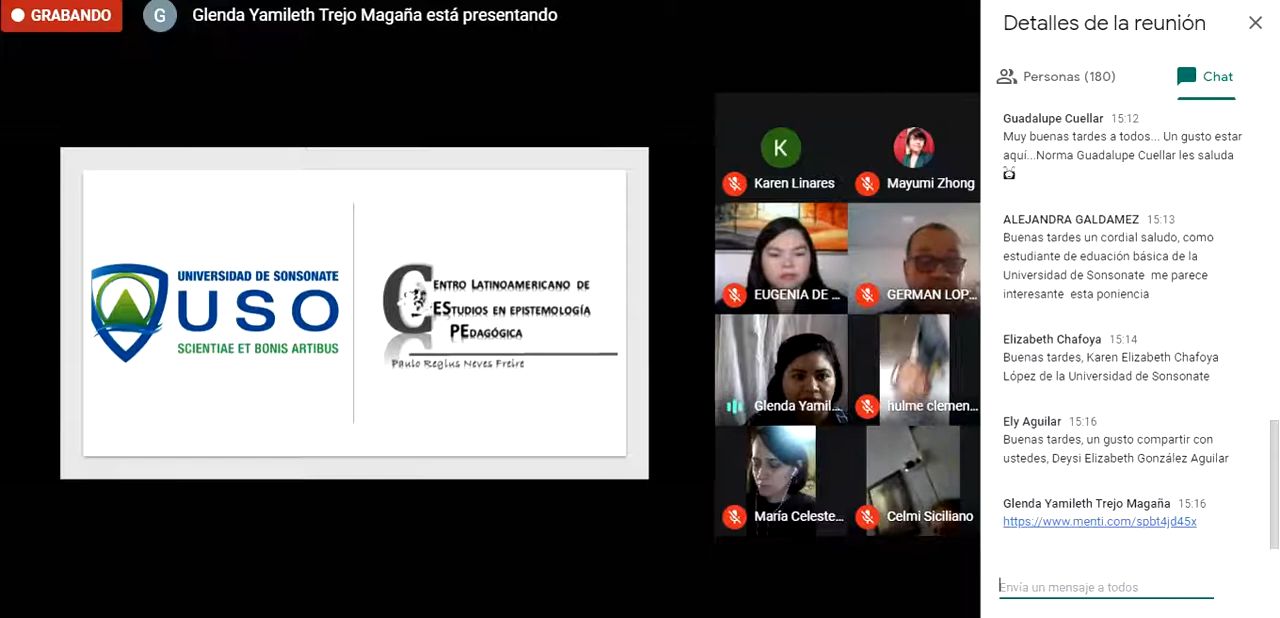 GRABANDO
G
Glenda Yamileth Trejo Magaña está presentando
UNIVERSIDAD DE SONSONATE
USO
SCIENTIAE ET BONIS ARTIBUS
CENTRO LATINOAMERICANO DE
ESTUDIOS EN EPISTEMOLOGÍA
PEDAGÓGICA
Paulo Reglus Neves Freire
K
Karen Linares
Mayumi Zhong
EUGENIA DE ...
GERMAN LOP...
Glenda Yamil...
hulme clemen...
María Celeste...
Celmi Siciliano
Detalles de la reunión
Personas (180)
Chat
Guadalupe Cuellar 15:12
Muy buenas tardes a todos... Un gusto estar
aquí...Norma Guadalupe Cuellar les saluda
ALEJANDRA GALDAMEZ 15:13
Buenas tardes un cordial saludo, como
estudiante de eduación básica de la
Universidad de Sonsonate me parece
interesante esta poniencia
Elizabeth Chafoya 15:14
Buenas tardes, Karen Elizabeth Chafoya
López de la Universidad de Sonsonate
Ely Aguilar 15:16
Buenas tardes, un gusto compartir con
ustedes, Deysi Elizabeth González Aguilar
Glenda Yamileth Trejo Magaña 15:16
https://www.menti.com/spbt4jd45x
Envía un mensaje a todos